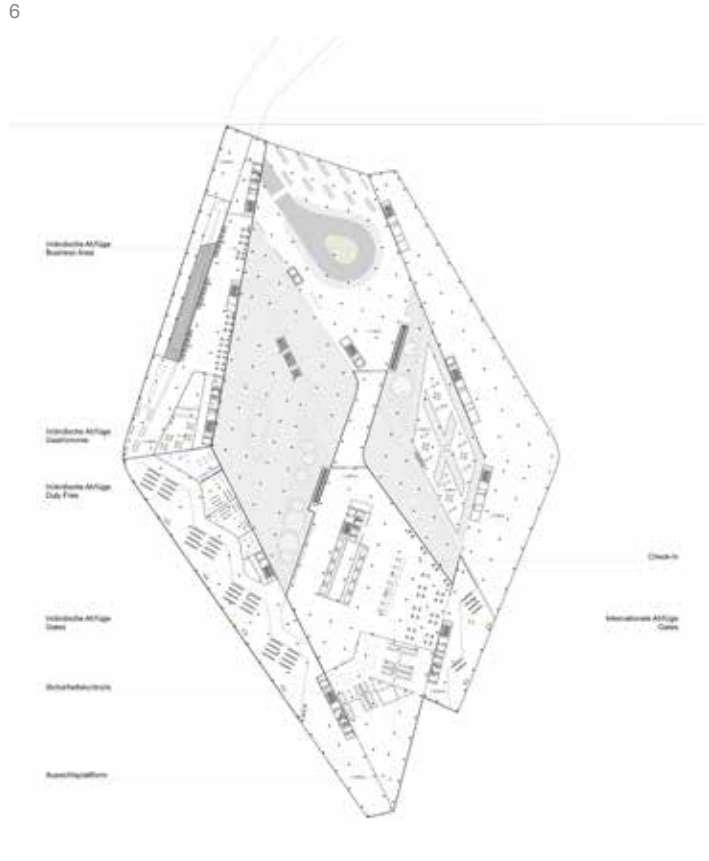 6
Inländische Abflüge
Business Area
Inländische Abflüge
Gastronomie
Inländische Abflüge
Duty Free
Check-In
Inländische Abflüge
Gates
Internationale Abflüge
Gates
Sicherheitskontrolle
Aussichtsplattform